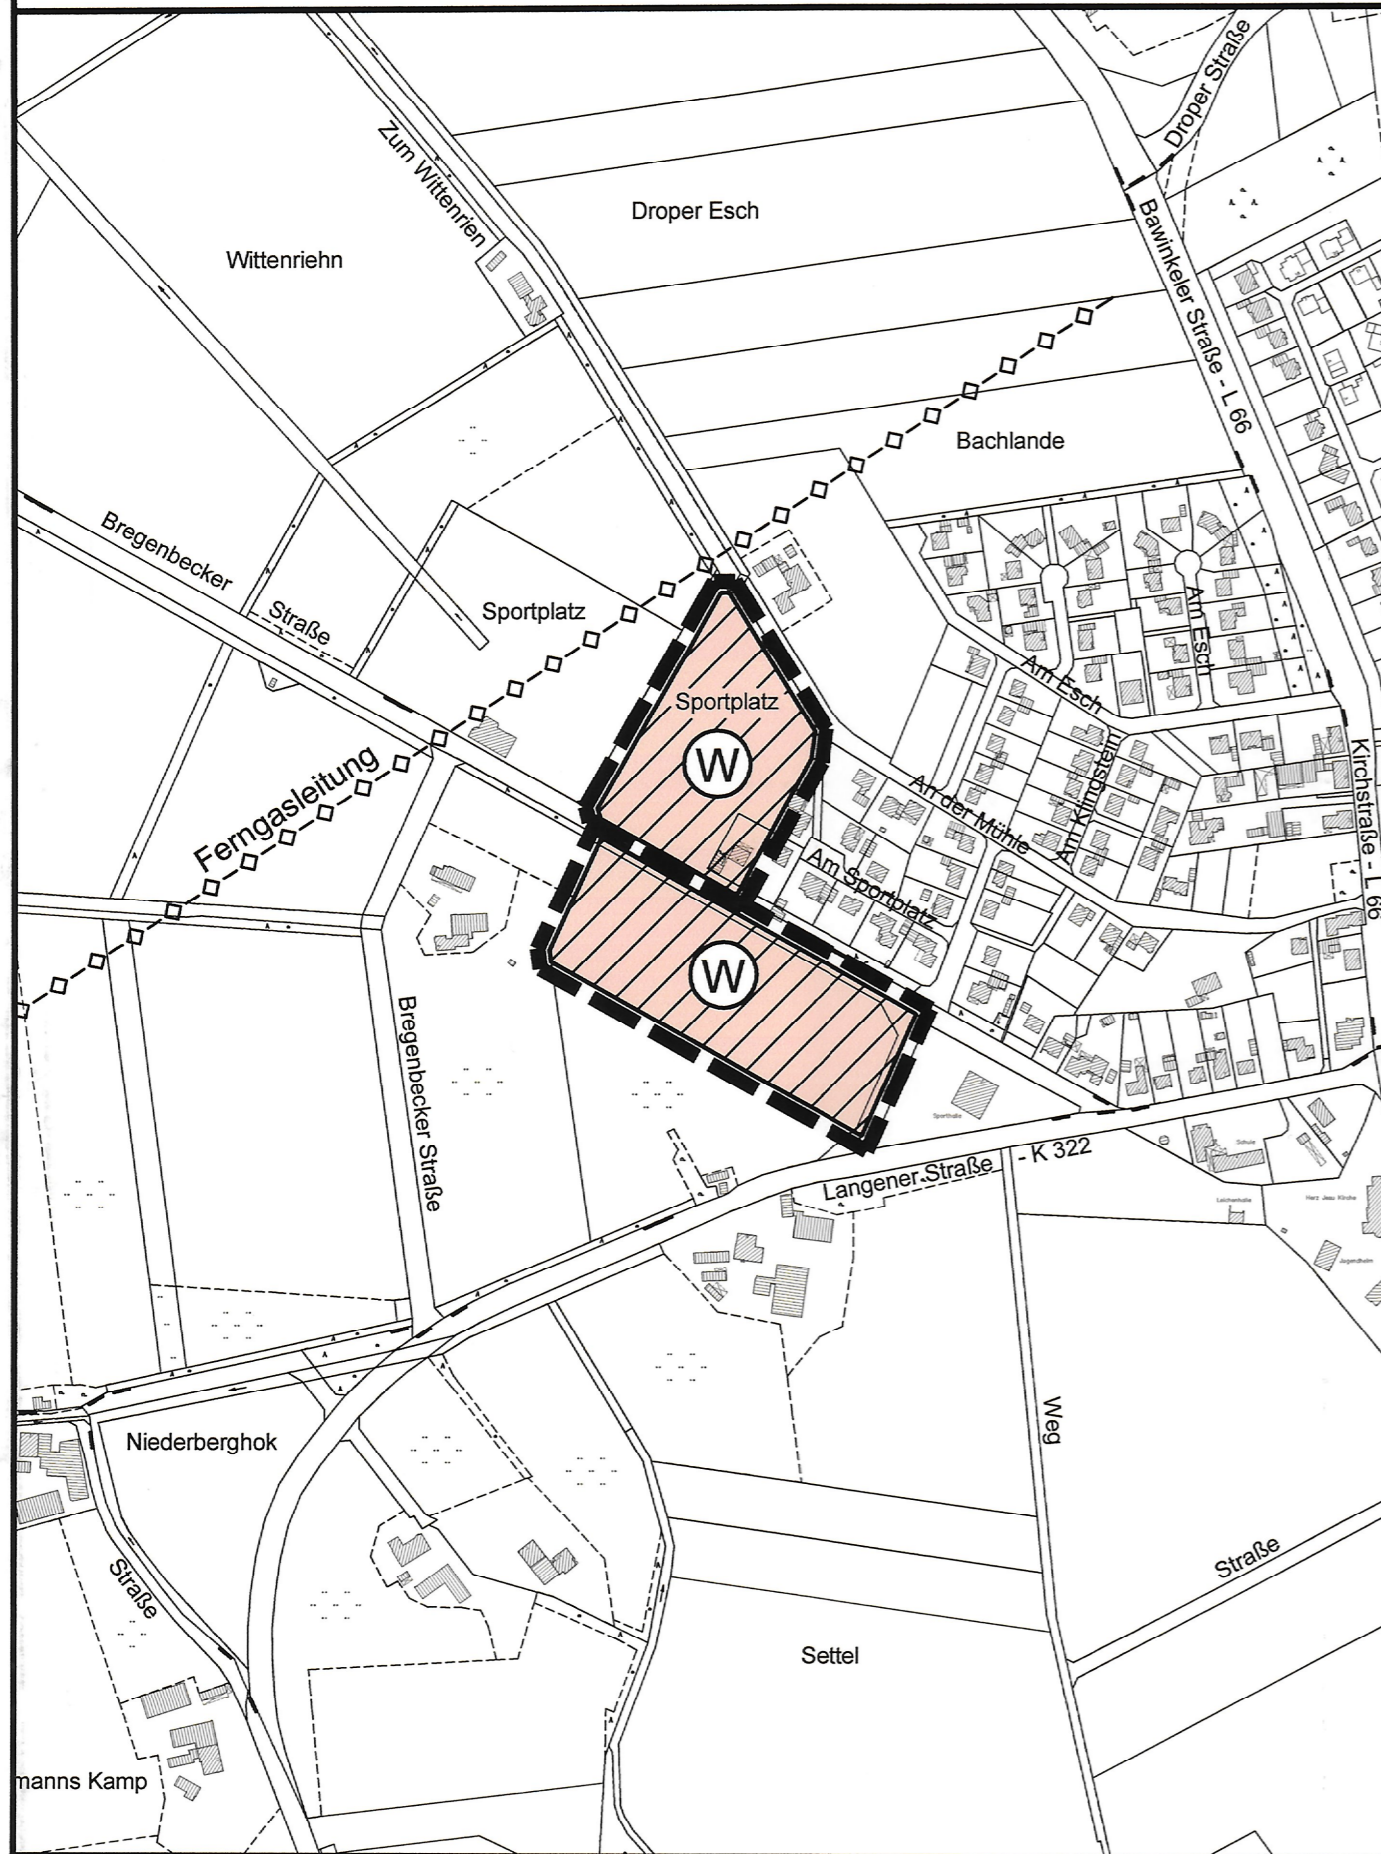 Droper Straße
Zum Wittenrien
Droper Esch
Wittenriehn
Bawinkeler Straße - L 66
Bachlande
Bregenbecker
Straße
Sportplatz
Am Esch
Am Esch
Sportplatz
W
Ferngasleitung
An der Mühle
Am Klingstein
Kirchstraße - L 66
Am Sportplatz
W
Bregenbecker Straße
Sporthalle
Schule
Langener Straße - K 322
Leichenhalle
Herz Jesu Kirche
Jugendheim
Niederberghok
Weg
Straße
Straße
Settel
manns Kamp